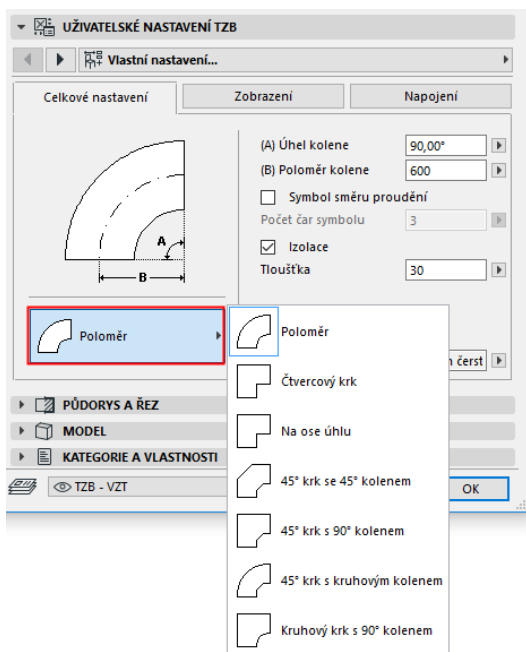 UŽIVATELSKÉ NASTAVENÍ TZB
Vlastní nastavení...
Celkové nastavení
Zobrazení
Napojení
(A) Úhel kolene
90,00°
(B) Poloměr kolene
600
Symbol směru proudění
Počet čar symbolu
3
Izolace
Tloušťka
30
A
B
Poloměr
Poloměr
čerst
Čtvercový krk
PŮDORYS A ŘEZ
Na ose úhlu
MODEL
KATEGORIE A VLASTNOSTI
45° krk se 45° kolenem
TZB - VZT
OK
45° krk s 90° kolenem
45° krk s kruhovým kolenem
Kruhový krk s 90° kolenem